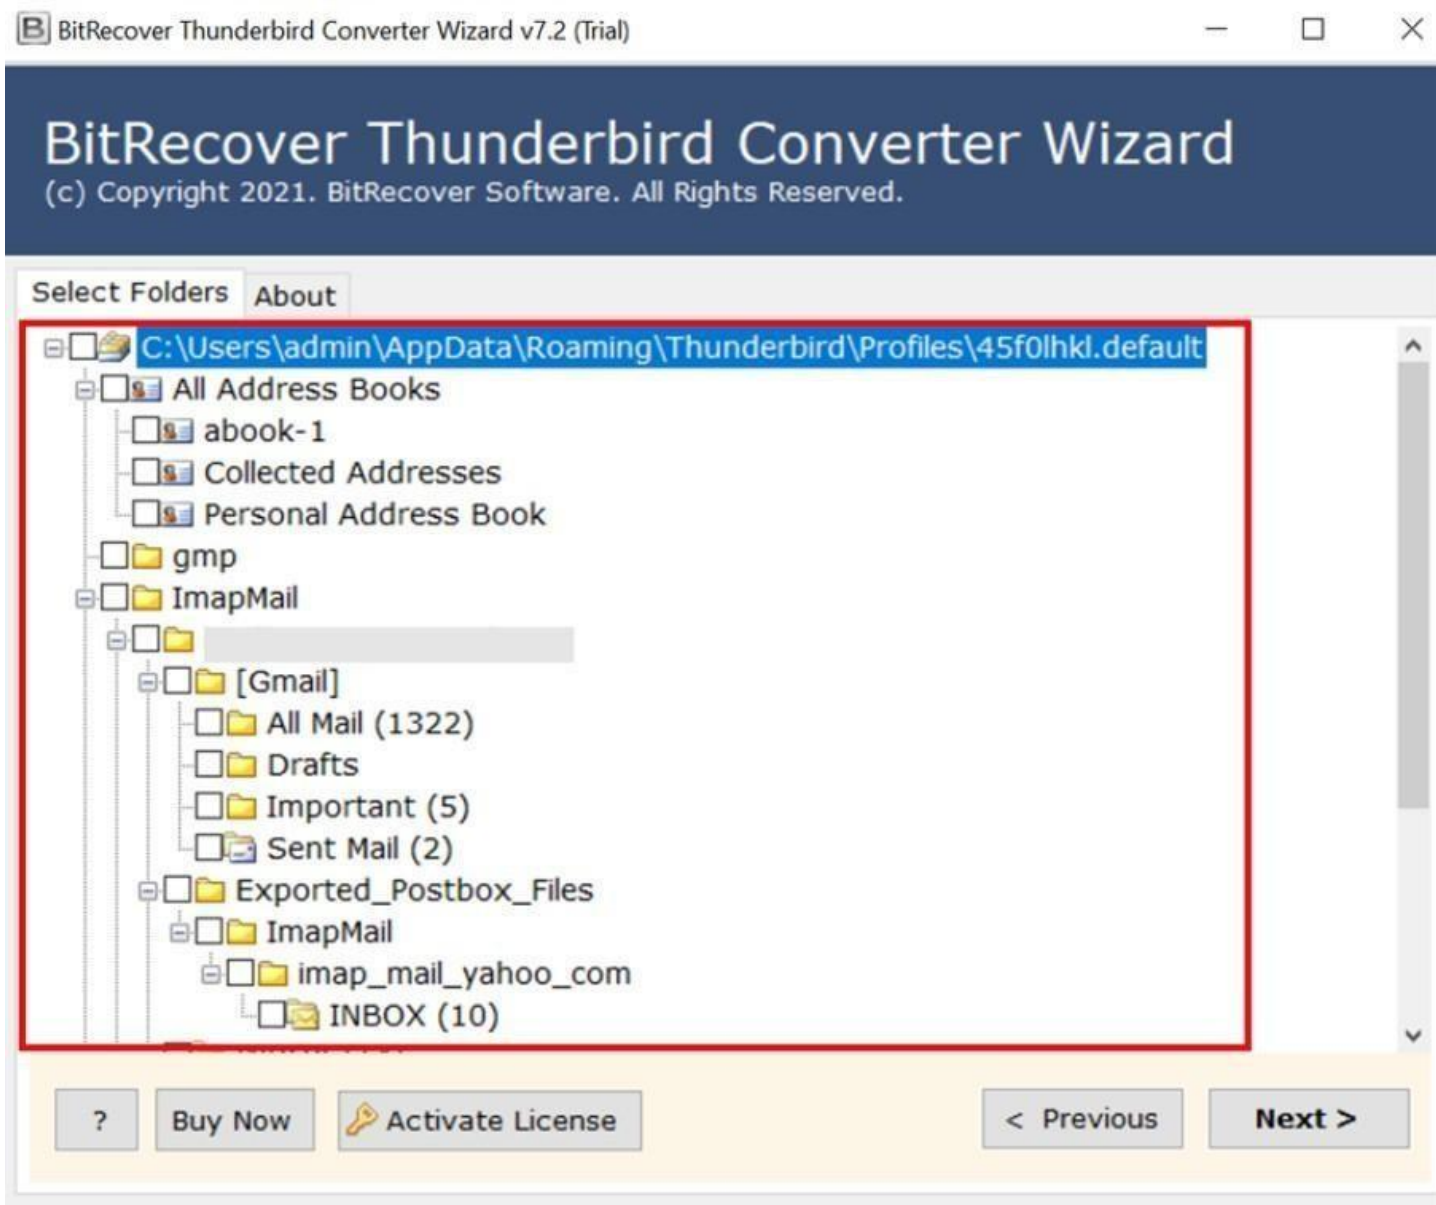 BitRecover Thunderbird Converter Wizard v7.2 (Trial)
BitRecover Thunderbird Converter Wizard
(c) Copyright 2021. BitRecover Software. All Rights Reserved.
Select Folders About
C:\Users\admin\AppData\Roaming\Thunderbird\Profiles\45f0lhkl.default
All Address Books
abook-1
Collected Addresses
Personal Address Book
gmp
ImapMail
[Gmail]
All Mail (1322)
Drafts
Important (5)
Sent Mail (2)
Exported_Postbox_Files
ImapMail
imap_mail_yahoo_com
INBOX (10)
? Buy Now Activate License < Previous Next >